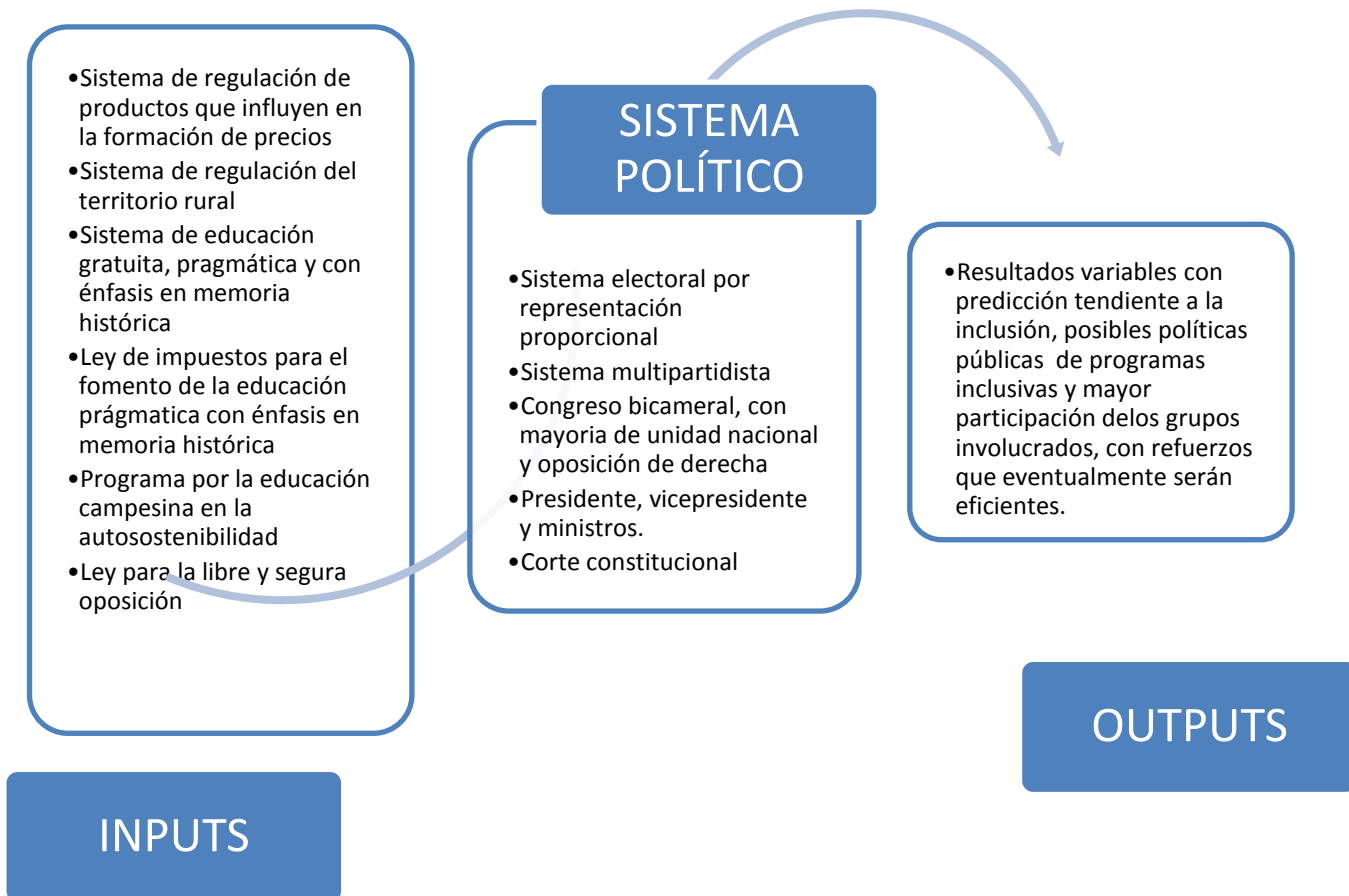 •Sistema de regulación de
productos que influyen en
la formación de precios
•Sistema de regulación del
territorio rural
•Sistema de educación
gratuita, pragmática y con
énfasis en memoria
histórica
•Ley de impuestos para el
fomento de la educación
prágmatica con énfasis en
memoria histórica
•Programa por la educación
campesina en la
autosostenibilidad
•Ley para la libre y segura
oposición
INPUTS
SISTEMA
POLÍTICO
•Sistema electoral por
representación
proporcional
•Sistema multipartidista
•Congreso bicameral, con
mayoria de unidad nacional
y oposición de derecha
•Presidente, vicepresidente
y ministros.
•Corte constitucional
•Resultados variables con
predicción tendiente a la
inclusión, posibles políticas
públicas de programas
inclusivas y mayor
participación delos grupos
involucrados, con refuerzos
que eventualmente serán
eficientes.
OUTPUTS